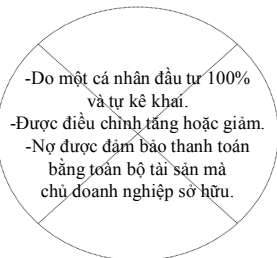 -Do một cá nhân đầu tư 100%
và tự kê khai.
-Được điều chỉnh tăng hoặc giảm.
-Nợ được đảm bảo thanh toán
bằng toàn bộ tài sản mà
chủ doanh nghiệp sở hữu.